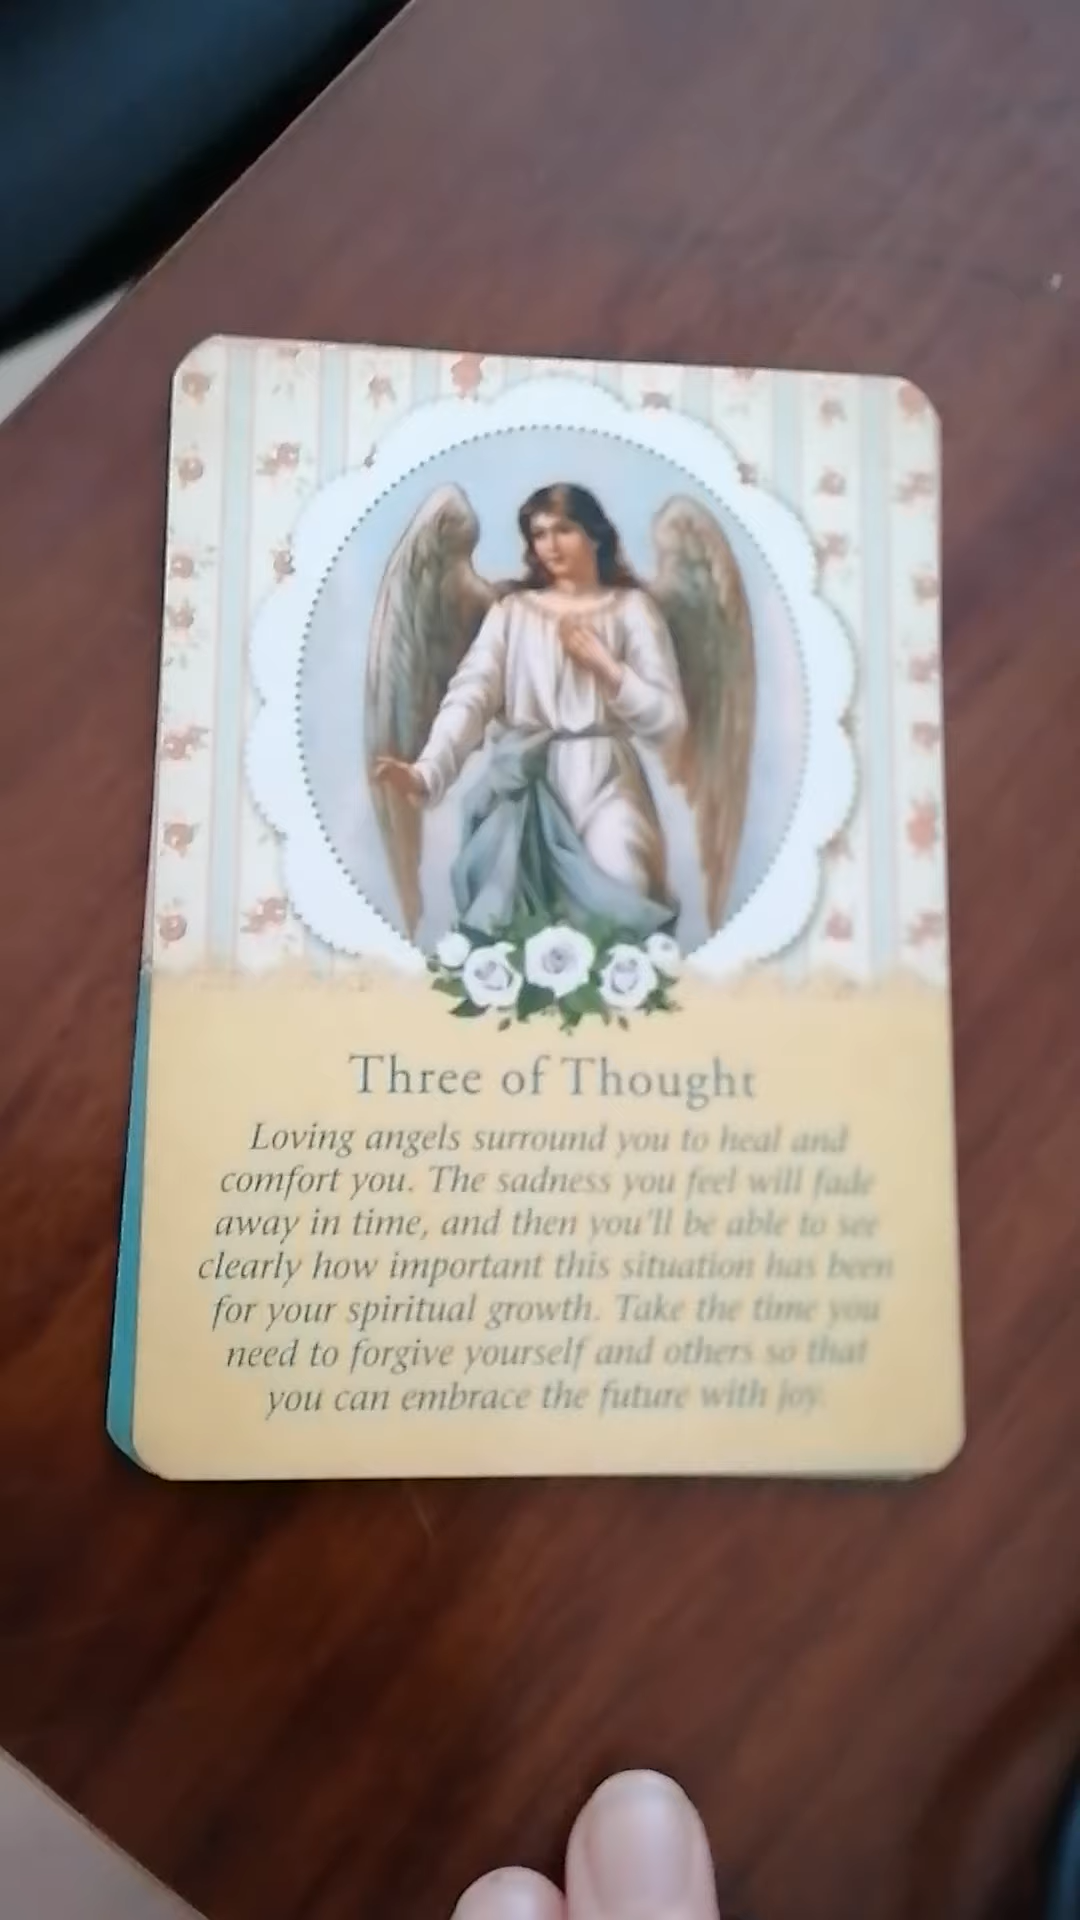 Three of Thought
Loving angels surround you to heal and
comfort you. The sadness you feel will fade
away in time, and then you'll be able to see
clearly how important this situation has been
for your spiritual growth. Take the time you
need to forgive yourself and others so that
you can embrace the future with joy.